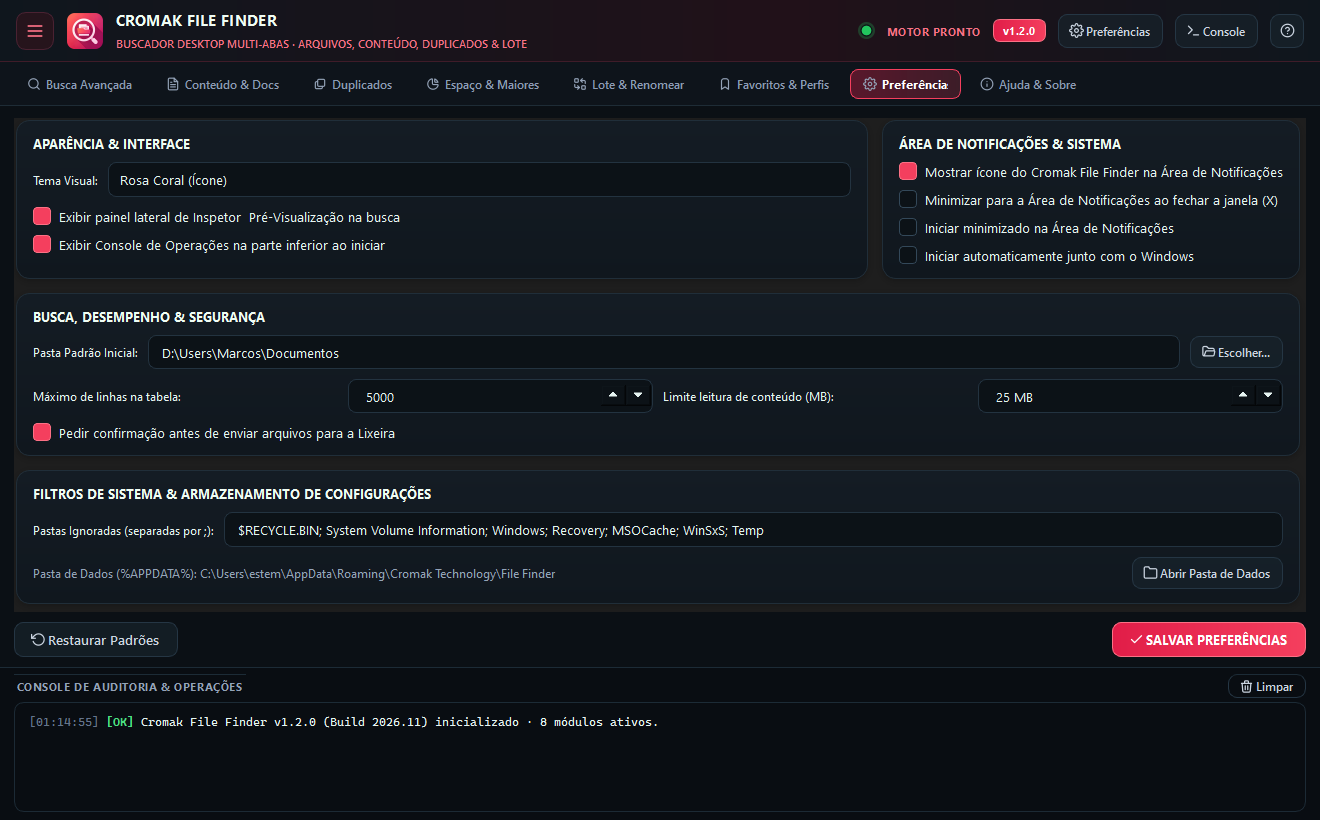 CROMAK FILE FINDER
BUSCADOR DESKTOP MULTI-ABAS · ARQUIVOS, CONTEÚDO, DUPLICADOS & LOTE
MOTOR PRONTO
v1.2.0
Preferências
Console
Busca Avançada
Conteúdo & Docs
Duplicados
Espaço & Maiores
Lote & Renomear
Favoritos & Perfis
Preferência
Ajuda & Sobre
APARÊNCIA & INTERFACE
Tema Visual:
Rosa Coral (Ícone)
Exibir painel lateral de Inspetor  Pré-Visualização na busca
Exibir Console de Operações na parte inferior ao iniciar
ÁREA DE NOTIFICAÇÕES & SISTEMA
Mostrar ícone do Cromak File Finder na Área de Notificações
Minimizar para a Área de Notificações ao fechar a janela (X)
Iniciar minimizado na Área de Notificações
Iniciar automaticamente junto com o Windows
BUSCA, DESEMPENHO & SEGURANÇA
Pasta Padrão Inicial:
D:\Users\Marcos\Documentos
Escolher...
Máximo de linhas na tabela:
5000
Limite leitura de conteúdo (MB):
25 MB
Pedir confirmação antes de enviar arquivos para a Lixeira
FILTROS DE SISTEMA & ARMAZENAMENTO DE CONFIGURAÇÕES
Pastas Ignoradas (separadas por ;):
$RECYCLE.BIN; System Volume Information; Windows; Recovery; MSOCache; WinSxS; Temp
Pasta de Dados (%APPDATA%): C:\Users\estem\AppData\Roaming\Cromak Technology\File Finder
Abrir Pasta de Dados
Restaurar Padrões
SALVAR PREFERÊNCIAS
CONSOLE DE AUDITORIA & OPERAÇÕES
Limpar
[01:14:55] [OK] Cromak File Finder v1.2.0 (Build 2026.11) inicializado · 8 módulos ativos.